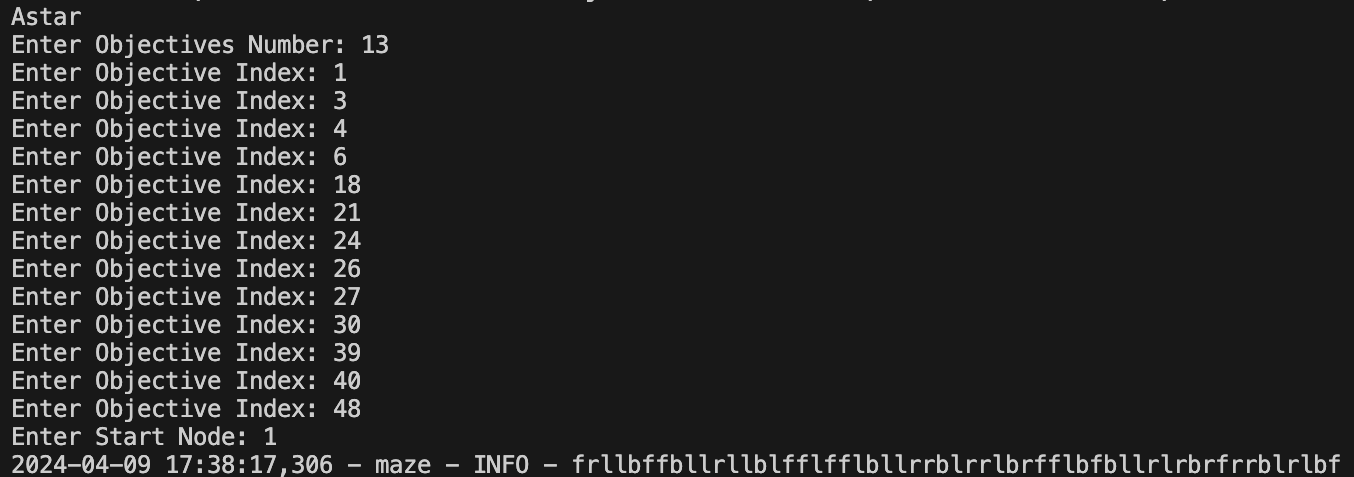 Astar
Enter Objectives Number: 13
Enter Objective Index: 1
Enter Objective Index: 3
Enter Objective Index: 4
Enter Objective Index: 6
Enter Objective Index: 18
Enter Objective Index: 21
Enter Objective Index: 24
Enter Objective Index: 26
Enter Objective Index: 27
Enter Objective Index: 30
Enter Objective Index: 39
Enter Objective Index: 40
Enter Objective Index: 48
Enter Start Node: 1
2024-04-09 17:38:17,306 - maze - INFO - frllbffbllrllblfflfflbllrrblrrlbrfflbfbllrlrbrfrrblrlbf